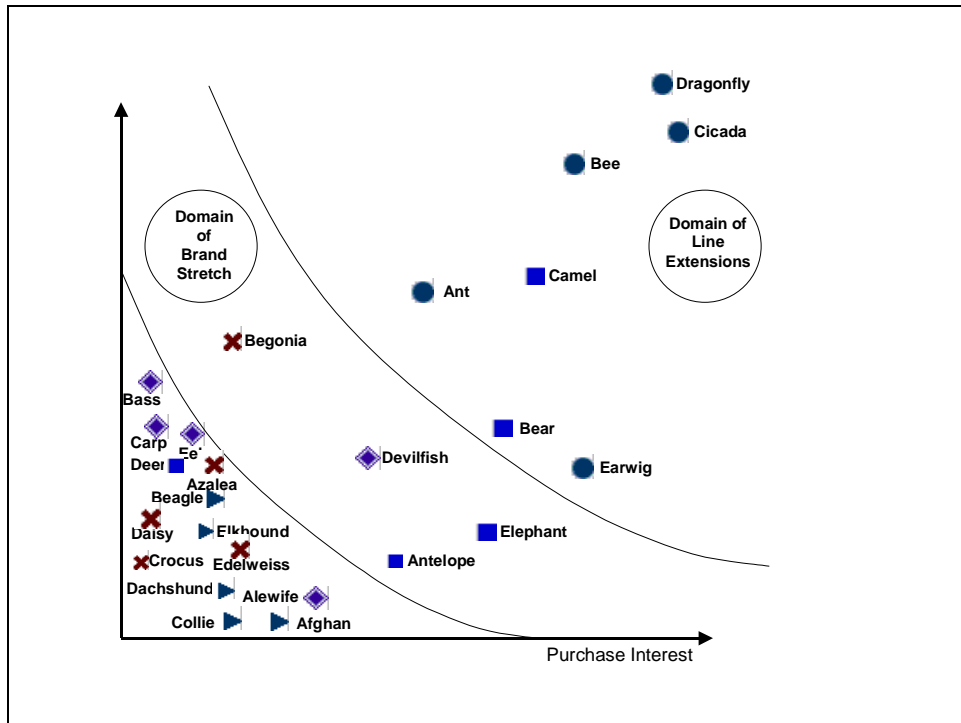 Dragonfly
Cicada
Bee
Domain
of
Brand
Stretch
Domain of
Line
Extensions
Camel
Ant
Begonia
Bass
Bear
Carp
Devilfish
Deer
Earwig
Azalea
Beagle
Daisy
Elkhound
Elephant
Crocus
Edelweiss
Antelope
Dachshund
Alewife
Collie
Afghan
Purchase Interest